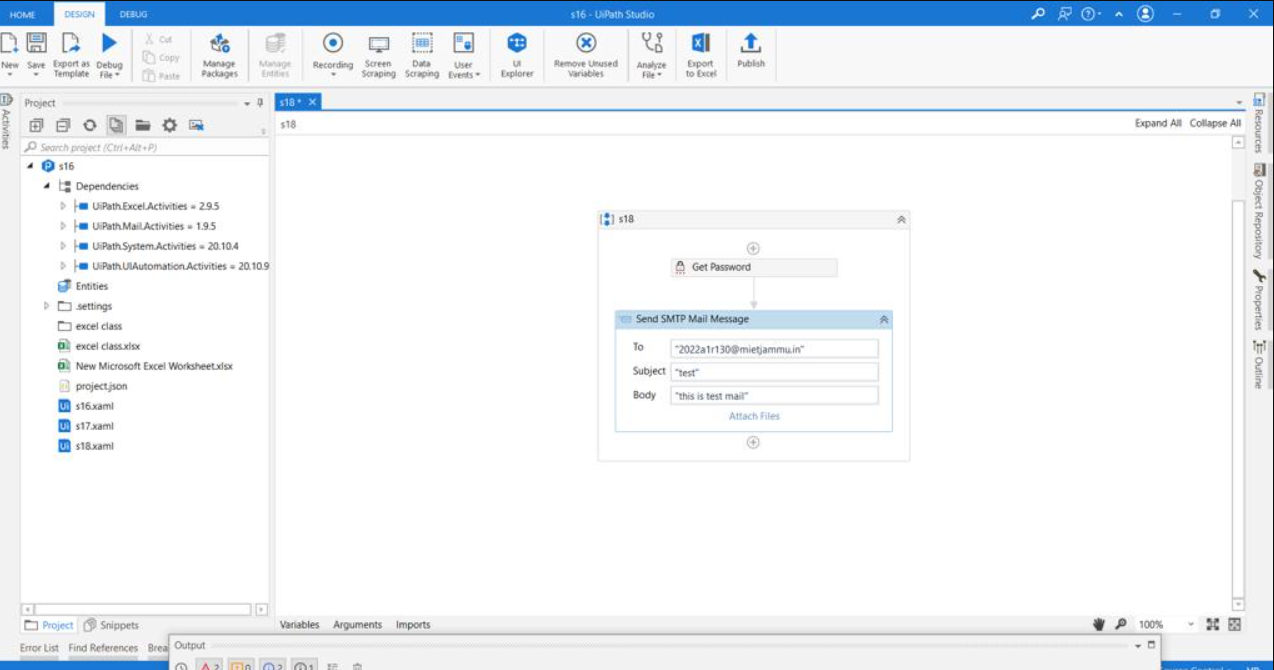 HOME DESIGN DEBUG s16 - UiPath Studio
New Save Export as Template Debug File Cut Copy Paste Manage Packages Manage Entities Recording Screen Scraping Data Scraping User Events UI Explorer Remove Unused Variables Analyze File Export to Excel Publish
Activities
Project
s18 *
s18 Expand All Collapse All
Search project (Ctrl+Alt+P)
s16
Dependencies
UiPath.Excel.Activities = 2.9.5
UiPath.Mail.Activities = 1.9.5
UiPath.System.Activities = 20.10.4
UiPath.UIAutomation.Activities = 20.10.9
Entities
.settings
excel class
excel class.xlsx
New Microsoft Excel Worksheet.xlsx
project.json
s16.xaml
s17.xaml
s18.xaml
s18
Get Password
Send SMTP Mail Message
To "2022a1r130@mietjammu.in"
Subject "test"
Body "this is test mail"
Attach Files
Resources
Object Repository
Properties
Outline
Project Snippets
Variables Arguments Imports 100%
Error List Find References Brea
Output
2 0 2 1